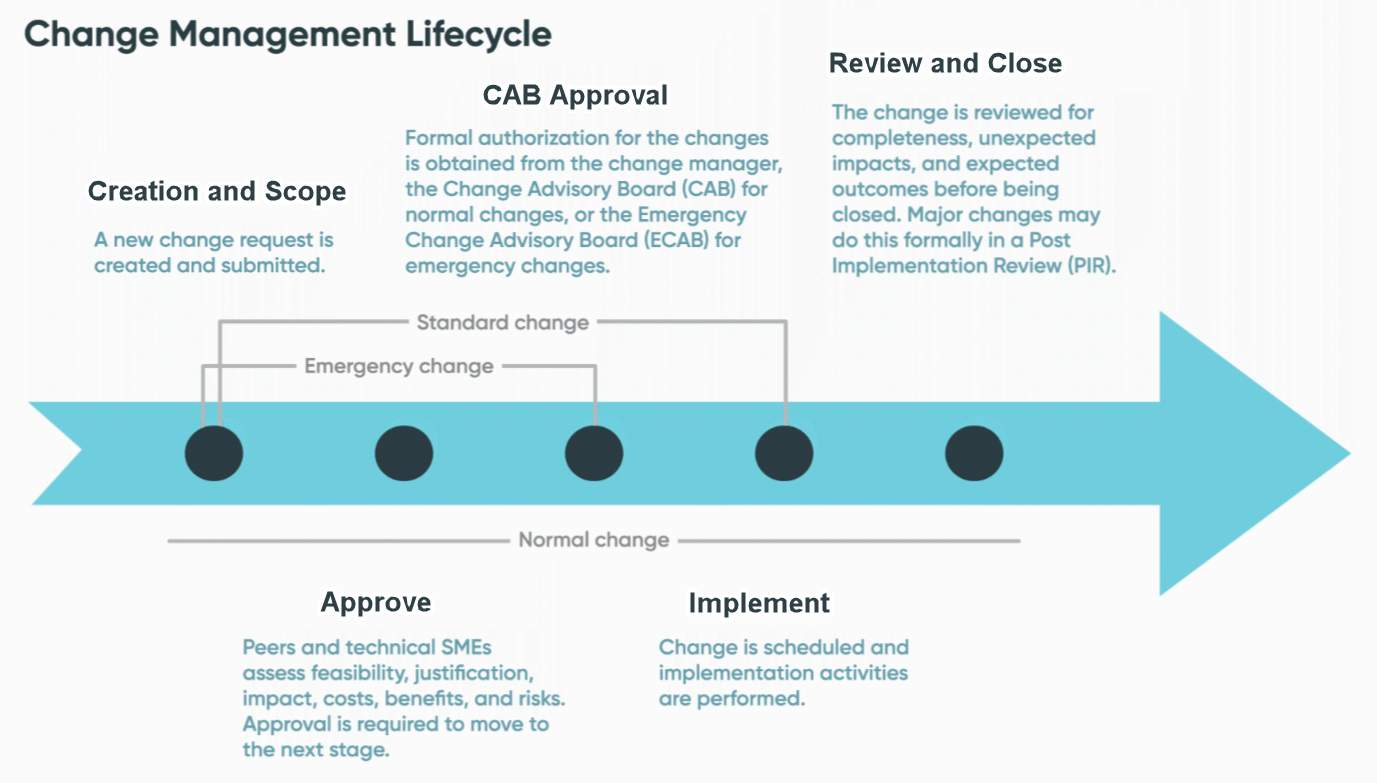 Change Management Lifecycle
Creation and Scope
A new change request is
created and submitted.
CAB Approval
Formal authorization for the changes
is obtained from the change manager,
the Change Advisory Board (CAB) for
normal changes, or the Emergency
Change Advisory Board (ECAB) for
emergency changes.
Review and Close
The change is reviewed for
completeness, unexpected
impacts, and expected
outcomes before being
closed. Major changes may
do this formally in a Post
Implementation Review (PIR).
Standard change
Emergency change
Normal change
Approve
Peers and technical SMEs
assess feasibility, justification,
impact, costs, benefits, and risks.
Approval is required to move to
the next stage.
Implement
Change is scheduled and
implementation activities
are performed.